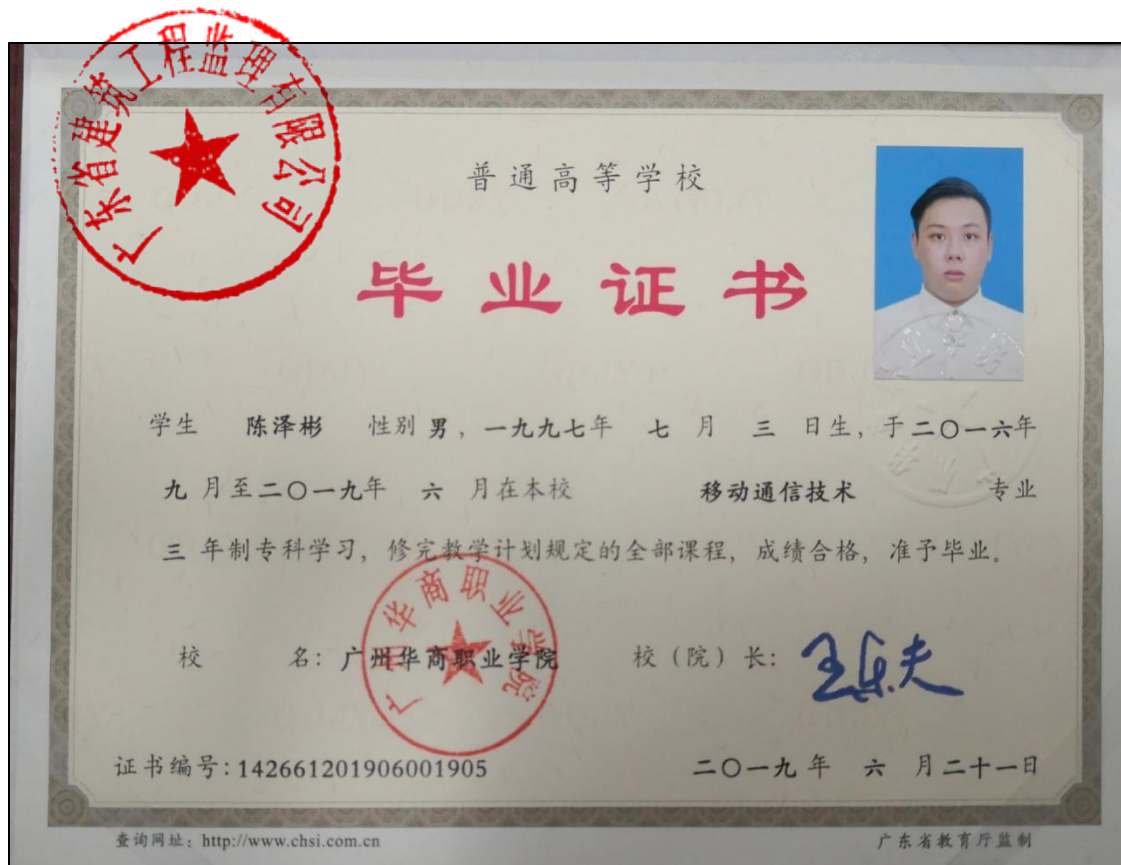 广东省建筑工程监理有限公司
普通高等学校
毕业证书
学生 陈泽彬 性别 男，一九九七年 七 月 三 日生，于二〇一六年
九 月至二〇一九年 六 月在本校 移动通信技术 专业
三 年制专科学习，修完教学计划规定的全部课程，成绩合格，准予毕业。
广州华商职业学院
校 名：广州华商职业学院 校（院）长：王乐夫
证书编号：142661201906001905 二〇一九年 六 月二十一日
查询网址：http://www.chsi.com.cn 广东省教育厅监制